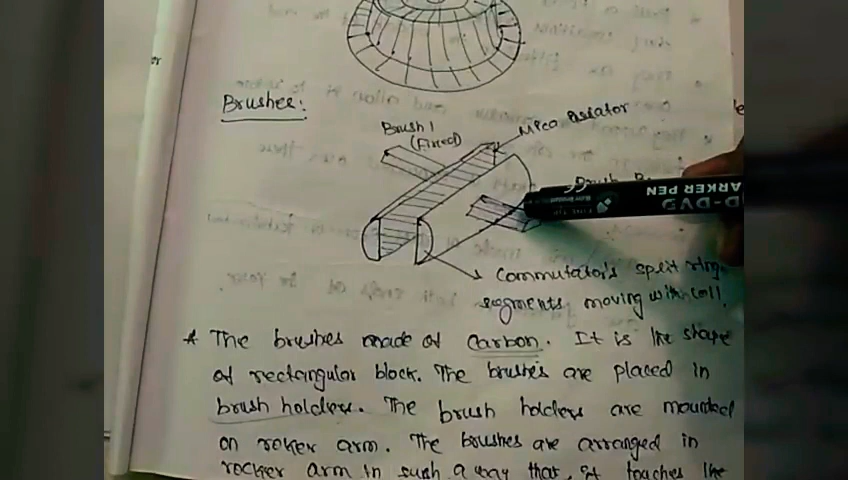 Brushes:
Brush 1
(Fixed)
Mica
Commutator's split ring
segments moving with coil.
* The brushes made of carbon. It is the shape
of rectangular block. The brushes are placed in
brush holders. The brush holders are mounted
on roker arm. The brushes are arranged in
rocker arm in such a way that, it touches the
D-DVD
MARKER PEN